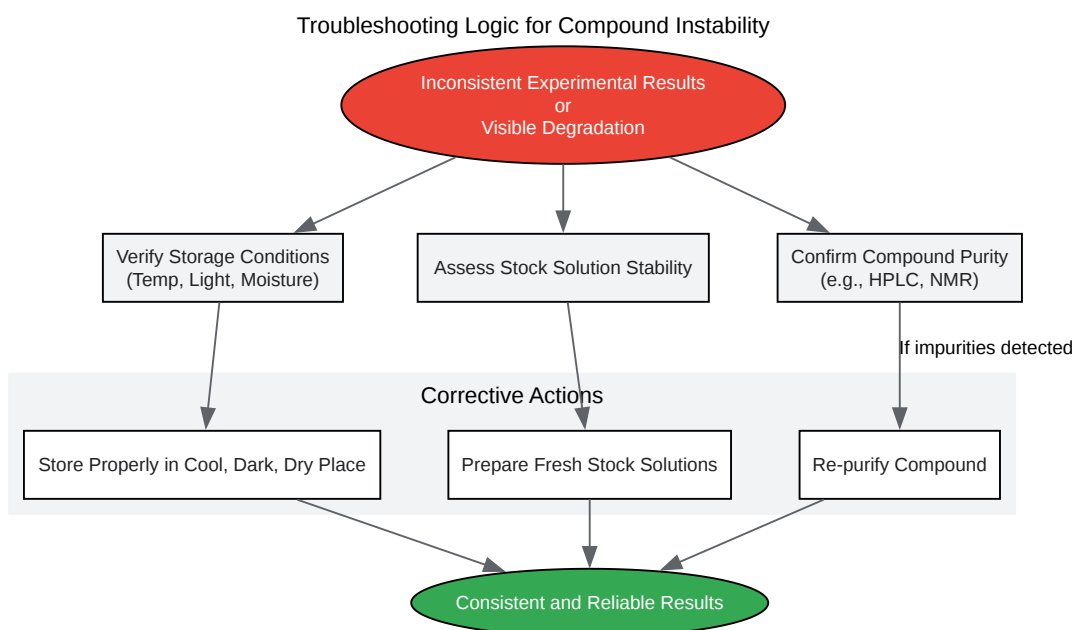 Troubleshooting Logic for Compound Instability
Inconsistent Experimental Results
or
Visible Degradation
Verify Storage Conditions
(Temp, Light, Moisture)
Assess Stock Solution Stability
Confirm Compound Purity
(e.g., HPLC, NMR)
If impurities detected
Corrective Actions
Store Properly in Cool, Dark, Dry Place
Prepare Fresh Stock Solutions
Re-purify Compound
Consistent and Reliable Results